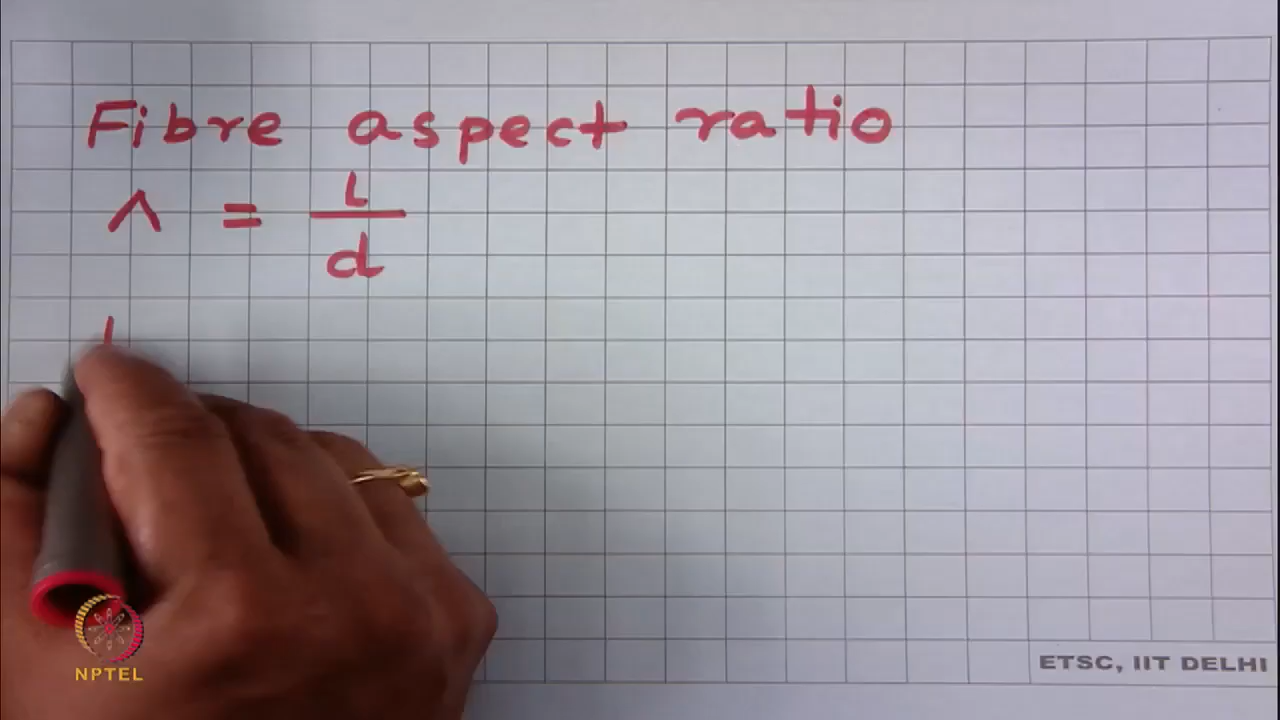 Fibre aspect ratio
Λ = l
d
NPTEL
ETSC, IIT DELHI